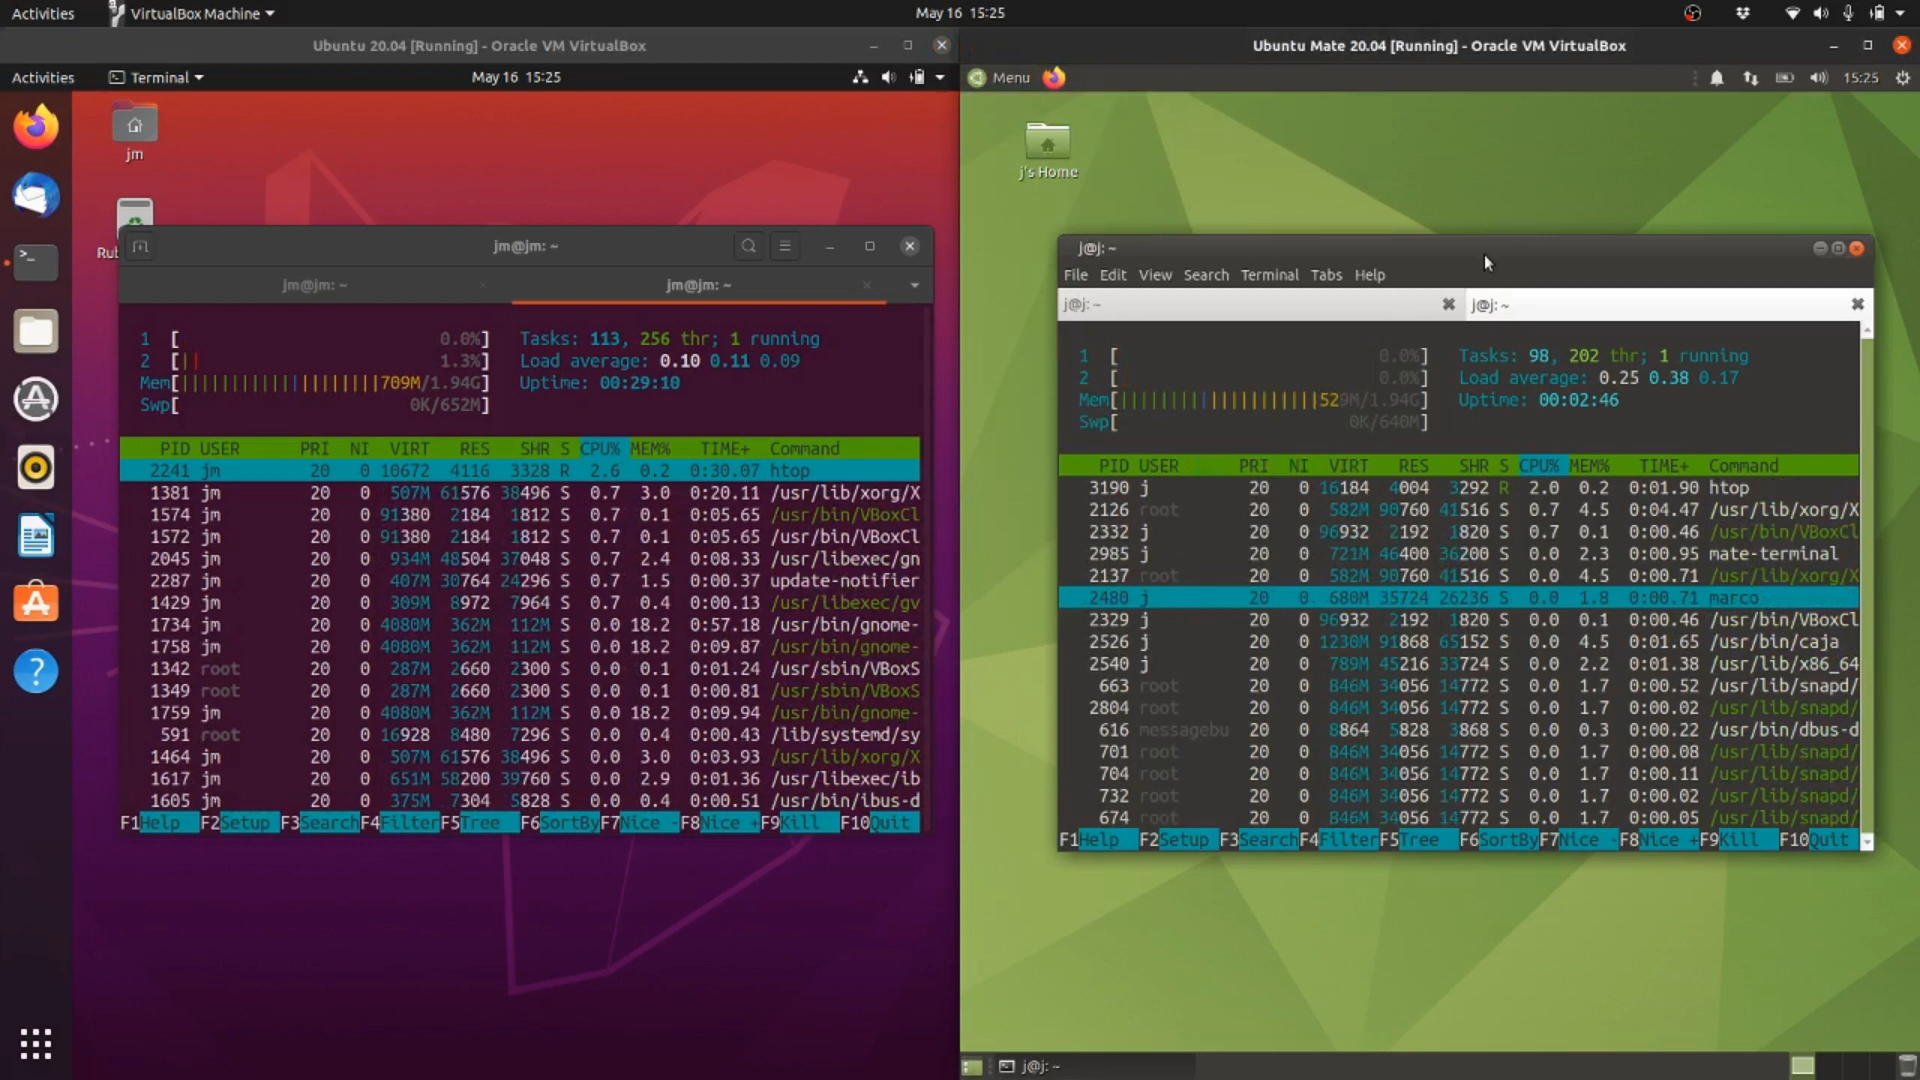 Activities VirtualBox Machine May 16 15:25
Ubuntu 20.04 [Running] - Oracle VM VirtualBox
Activities Terminal May 16 15:25
jm
Ru
jm@jm: ~
jm@jm: ~ jm@jm: ~
1 [ 0.0%] Tasks: 113, 256 thr; 1 running
2 [|| 1.3%] Load average: 0.10 0.11 0.09
Mem[||||||||||||||||||||709M/1.94G] Uptime: 00:29:10
Swp[ 0K/652M]
PID USER PRI NI VIRT RES SHR S CPU% MEM% TIME+ Command
2241 jm 20 0 10672 4116 3328 R 2.6 0.2 0:30.07 htop
1381 jm 20 0 507M 61576 38496 S 0.7 3.0 0:20.11 /usr/lib/xorg/X
1574 jm 20 0 91380 2184 1812 S 0.7 0.1 0:05.65 /usr/bin/VBoxCl
1572 jm 20 0 91380 2184 1812 S 0.7 0.1 0:05.65 /usr/bin/VBoxCl
2045 jm 20 0 934M 48504 37048 S 0.7 2.4 0:08.33 /usr/libexec/gn
2287 jm 20 0 407M 30764 24296 S 0.7 1.5 0:00.37 update-notifier
1429 jm 20 0 309M 8972 7964 S 0.7 0.4 0:00.13 /usr/libexec/gv
1734 jm 20 0 4080M 362M 112M S 0.0 18.2 0:57.18 /usr/bin/gnome-
1758 jm 20 0 4080M 362M 112M S 0.0 18.2 0:09.87 /usr/bin/gnome-
1342 root 20 0 287M 2660 2300 S 0.0 0.1 0:01.24 /usr/sbin/VBoxS
1349 root 20 0 287M 2660 2300 S 0.0 0.1 0:00.81 /usr/sbin/VBoxS
1759 jm 20 0 4080M 362M 112M S 0.0 18.2 0:09.94 /usr/bin/gnome-
591 root 20 0 16928 8480 7296 S 0.0 0.4 0:00.43 /lib/systemd/sy
1464 jm 20 0 507M 61576 38496 S 0.0 3.0 0:03.93 /usr/lib/xorg/X
1617 jm 20 0 651M 58200 39760 S 0.0 2.9 0:01.36 /usr/libexec/ib
1605 jm 20 0 375M 7304 5828 S 0.0 0.4 0:00.51 /usr/bin/ibus-d
F1Help F2Setup F3SearchF4FilterF5Tree F6SortByF7Nice -F8Nice +F9Kill F10Quit
Ubuntu Mate 20.04 [Running] - Oracle VM VirtualBox
Menu 15:25
j's Home
j@j: ~
File Edit View Search Terminal Tabs Help
j@j: ~ j@j: ~
1 [ 0.0%] Tasks: 98, 202 thr; 1 running
2 [ 0.0%] Load average: 0.25 0.38 0.17
Mem[||||||||||||||||||||529M/1.94G] Uptime: 00:02:46
Swp[ 0K/640M]
PID USER PRI NI VIRT RES SHR S CPU% MEM% TIME+ Command
3190 j 20 0 16184 4004 3292 R 2.0 0.2 0:01.90 htop
2126 root 20 0 582M 90760 41516 S 0.7 4.5 0:04.47 /usr/lib/xorg/X
2332 j 20 0 96932 2192 1820 S 0.7 0.1 0:00.46 /usr/bin/VBoxCl
2985 j 20 0 721M 46400 36200 S 0.0 2.3 0:00.95 mate-terminal
2137 root 20 0 582M 90760 41516 S 0.0 4.5 0:00.71 /usr/lib/xorg/X
2480 j 20 0 680M 35724 26236 S 0.0 1.8 0:00.71 marco
2329 j 20 0 96932 2192 1820 S 0.0 0.1 0:00.46 /usr/bin/VBoxCl
2526 j 20 0 1230M 91868 65152 S 0.0 4.5 0:01.65 /usr/bin/caja
2540 j 20 0 789M 45216 33724 S 0.0 2.2 0:01.38 /usr/lib/x86_64
663 root 20 0 846M 34056 14772 S 0.0 1.7 0:00.52 /usr/lib/snapd/
2804 root 20 0 846M 34056 14772 S 0.0 1.7 0:00.02 /usr/lib/snapd/
616 messagebu 20 0 8864 5828 3868 S 0.0 0.3 0:00.22 /usr/bin/dbus-d
701 root 20 0 846M 34056 14772 S 0.0 1.7 0:00.08 /usr/lib/snapd/
704 root 20 0 846M 34056 14772 S 0.0 1.7 0:00.11 /usr/lib/snapd/
732 root 20 0 846M 34056 14772 S 0.0 1.7 0:00.02 /usr/lib/snapd/
674 root 20 0 846M 34056 14772 S 0.0 1.7 0:00.05 /usr/lib/snapd/
F1Help F2Setup F3SearchF4FilterF5Tree F6SortByF7Nice -F8Nice +F9Kill F10Quit
j@j: ~